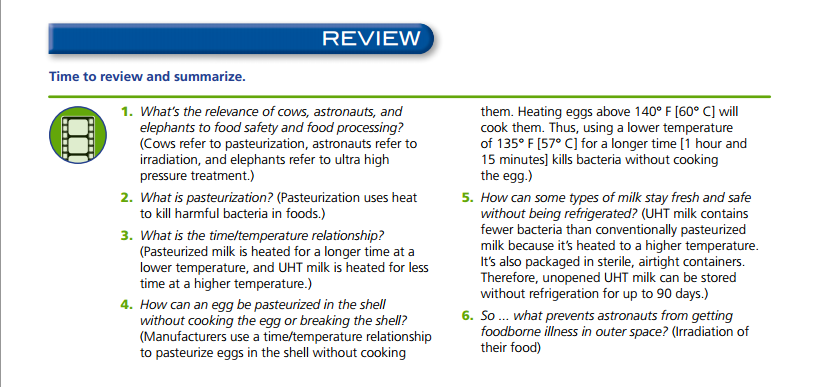 REVIEW
Time to review and summarize.
1. What's the relevance of cows, astronauts, and
elephants to food safety and food processing?
(Cows refer to pasteurization, astronauts refer to
irradiation, and elephants refer to ultra high
pressure treatment.)
2. What is pasteurization? (Pasteurization uses heat
to kill harmful bacteria in foods.)
3. What is the time/temperature relationship?
(Pasteurized milk is heated for a longer time at a
lower temperature, and UHT milk is heated for less
time at a higher temperature.)
4. How can an egg be pasteurized in the shell
without cooking the egg or breaking the shell?
(Manufacturers use a time/temperature relationship
to pasteurize eggs in the shell without cooking
them. Heating eggs above 140° F [60° C] will
cook them. Thus, using a lower temperature
of 135° F [57° C] for a longer time [1 hour and
15 minutes] kills bacteria without cooking
the egg.)
5. How can some types of milk stay fresh and safe
without being refrigerated? (UHT milk contains
fewer bacteria than conventionally pasteurized
milk because it's heated to a higher temperature.
It's also packaged in sterile, airtight containers.
Therefore, unopened UHT milk can be stored
without refrigeration for up to 90 days.)
6. So ... what prevents astronauts from getting
foodborne illness in outer space? (Irradiation of
their food)